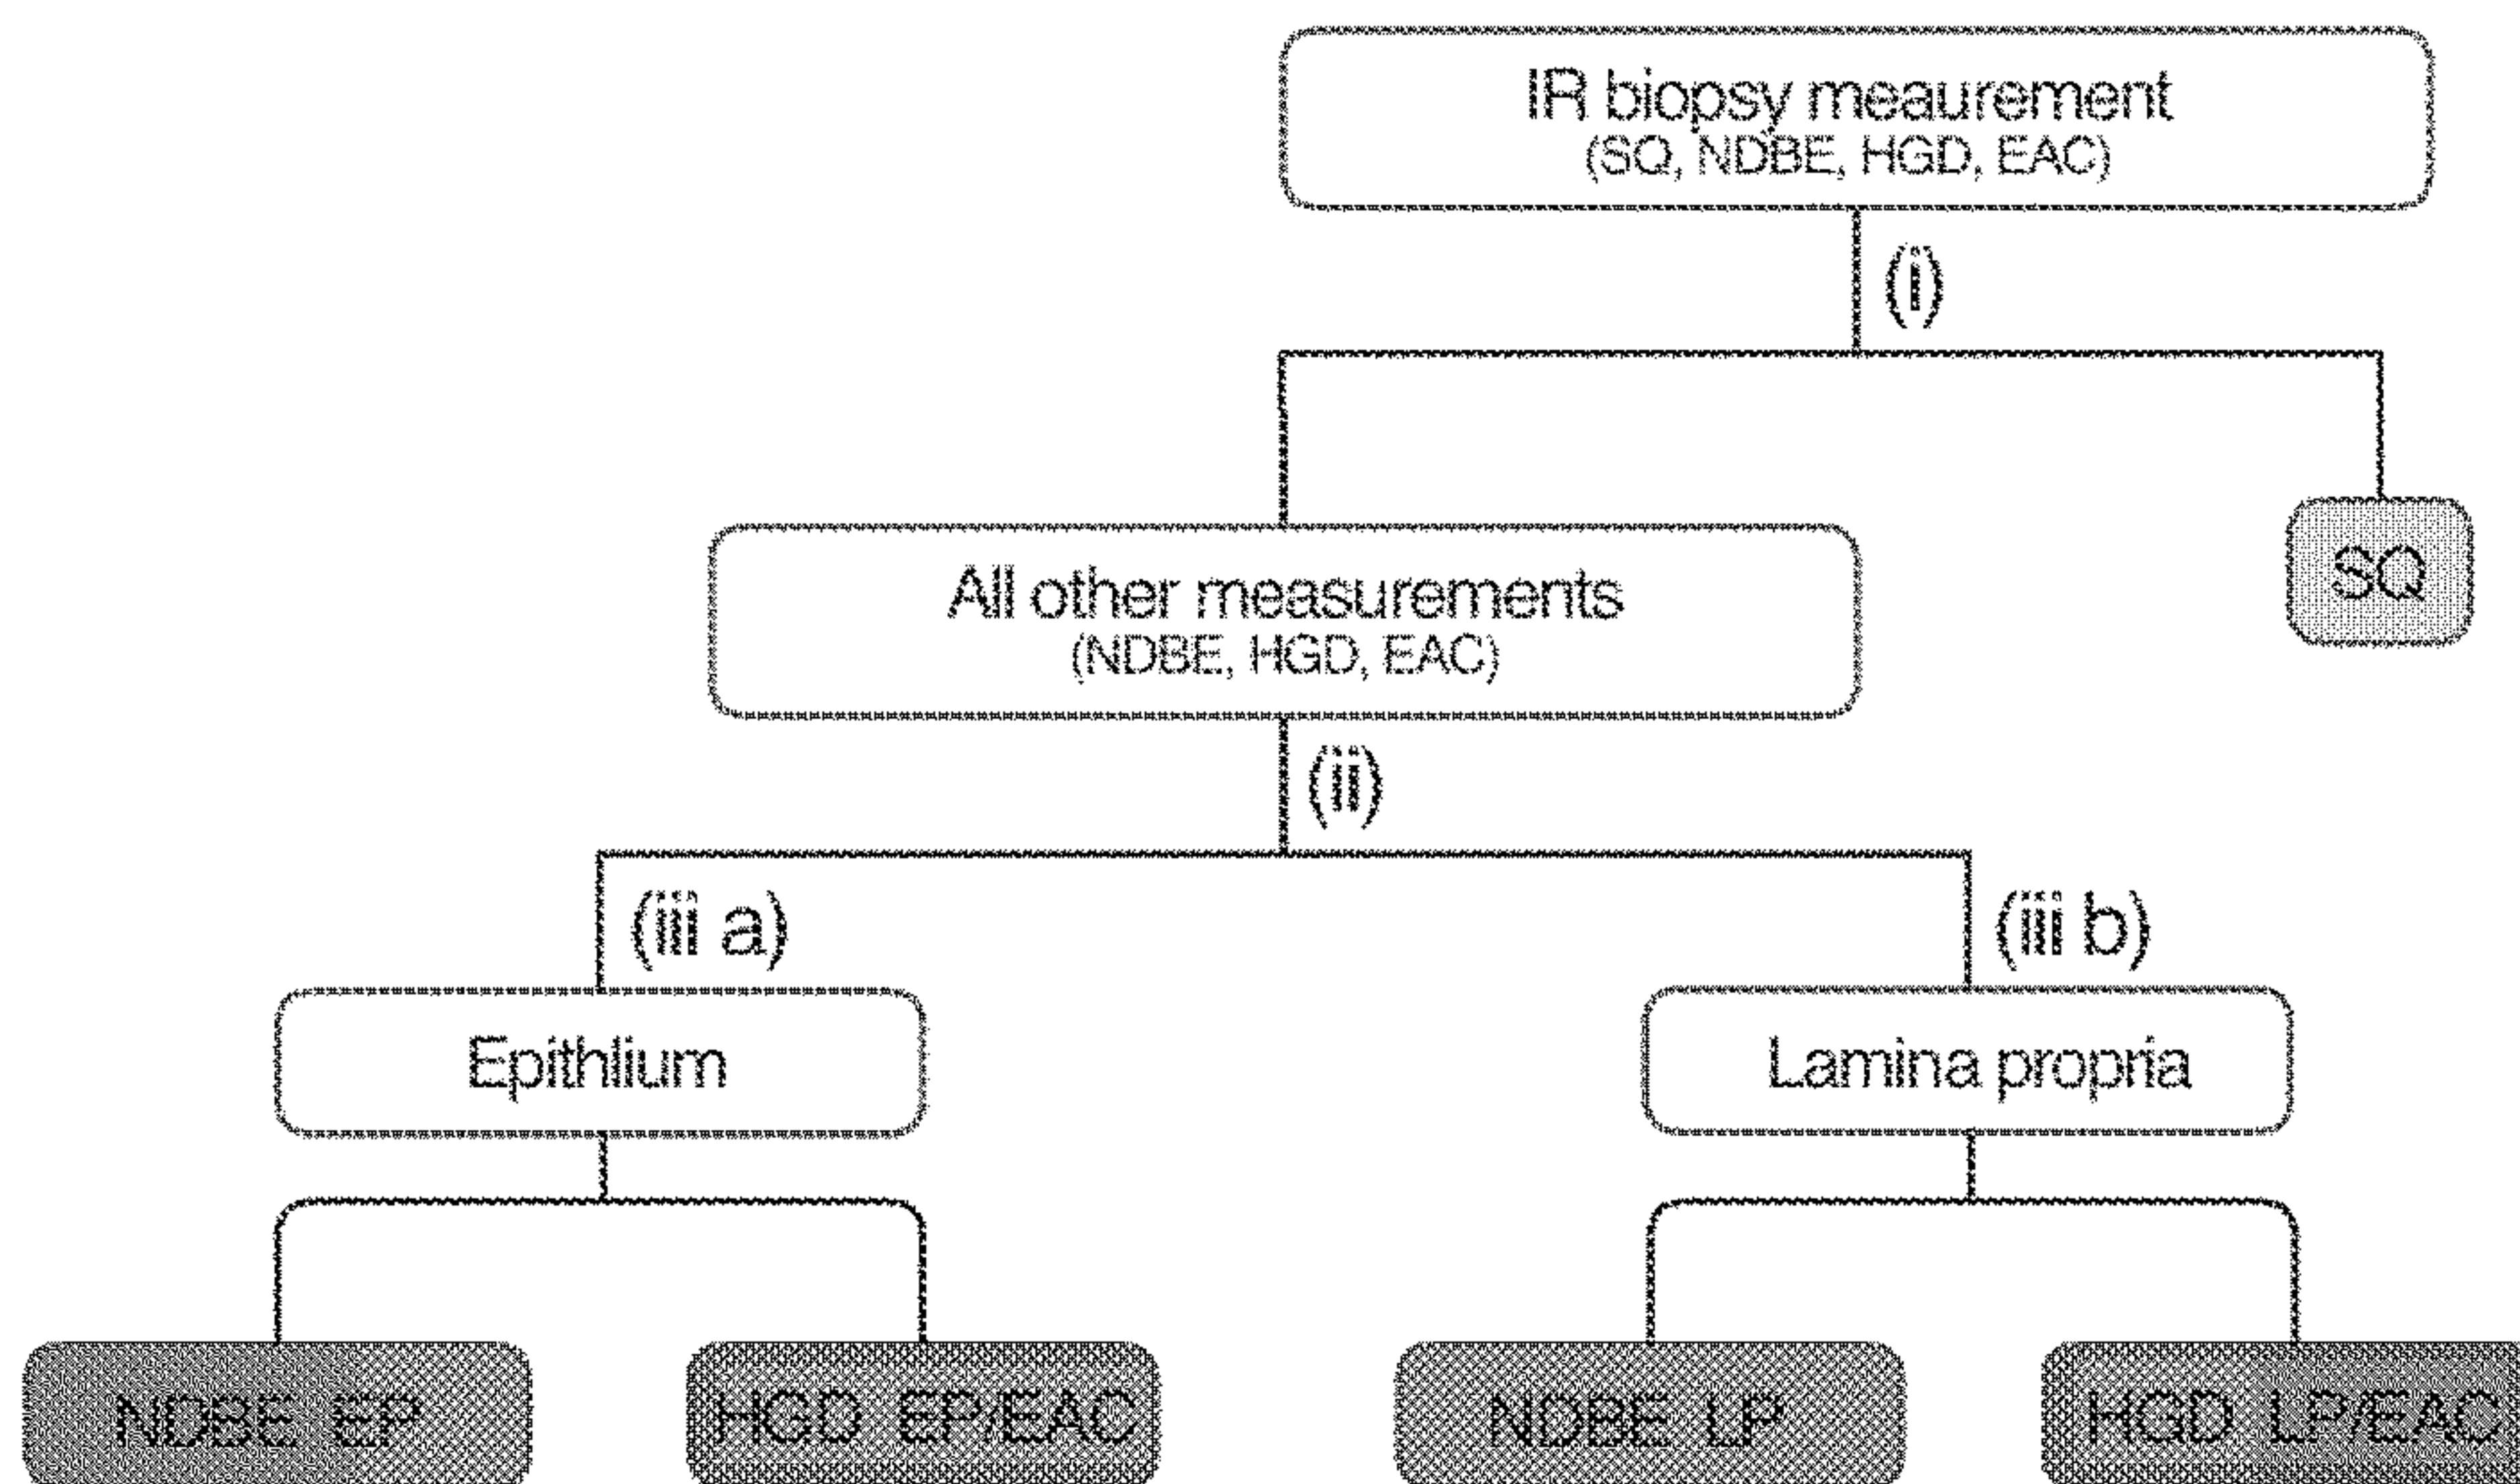 IR biopsy meaurement
(SQ, NDBE, HGD, EAC)
(i)
All other measurements
(NDBE, HGD, EAC)
SQ
(ii)
(iii a)
(iii b)
Epithlium
Lamina propria
NDBE EP
HGD EP/EAC
NDBE LP
HGD LP/EAC